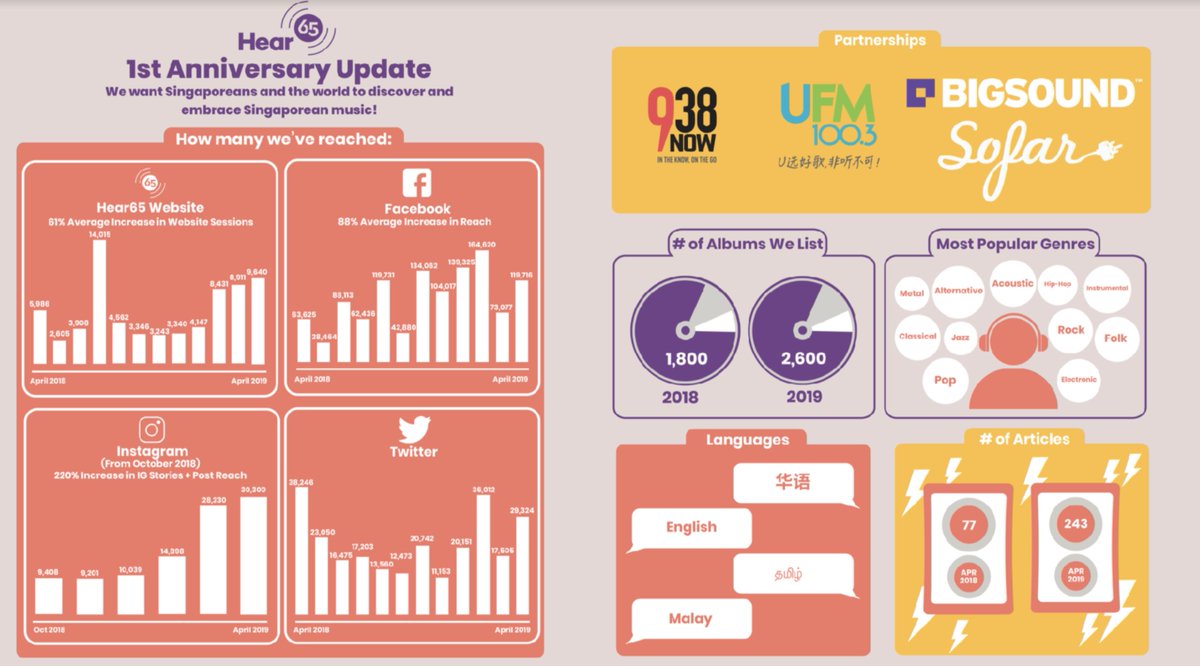 Hear65
1st Anniversary Update
We want Singaporeans and the world to discover and
embrace Singaporean music!
How many we've reached:
65
Hear65 Website
61% Average Increase in Website Sessions
14,015
5,986
2,605
4,562
3,346
3,243
3,340
4,147
8,431
8,911
9,640
April 2018
April 2019
Facebook
88% Average Increase in Reach
53,625
28,464
62,436
119,731
42,880
134,052
104,017
139,325
164,620
73,077
119,716
April 2018
April 2019
Instagram
(From October 2018)
220% Increase in IG Stories + Post Reach
9,408
9,201
10,039
28,230
30,300
Oct 2018
April 2019
Twitter
38,246
23,050
16,475
17,203
13,560
12,473
20,742
11,153
20,151
36,012
17,505
29,324
April 2018
April 2019
Partnerships
938
NOW
IN THE KNOW, ON THE GO
UFM
100.3
U选好歌,非听不可!
BIGSOUND™
Sofar
# of Albums We List
1,800
2018
2,600
2019
Most Popular Genres
Metal
Alternative
Acoustic
Hip-Hop
Instrumental
Classical
Jazz
Rock
Folk
Pop
Electronic
Languages
华语
English
தமிழ்
Malay
# of Articles
77
APR
2018
243
APR
2019